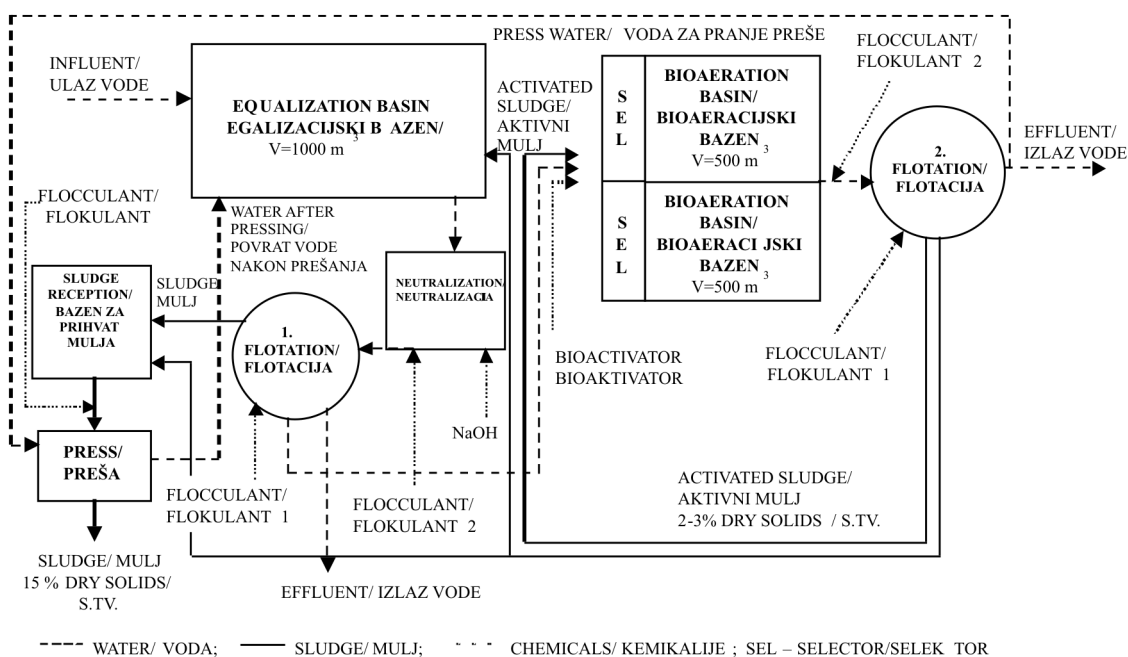 PRESS WATER/ VODA ZA PRANJE PREŠE
INFLUENT/
ULAZ VODE
EQUALIZATION BASIN
EGALIZACIJSKI B AZEN/
V=1000 m3
ACTIVATED
SLUDGE/
AKTIVNI
MULJ
S
E
L
BIOAERATION
BASIN/
BIOAERACIJSKI
BAZEN
V=500 m3
S
E
L
BIOAERATION
BASIN/
BIOARACI JSKI
BAZEN
V=500 m3
FLOCCULANT/
FLOKULANT 2
2.
FLOTATION/
FLOTACIJA
EFFLUENT/
IZLAZ VODE
FLOCCULANT/
FLOKULANT
WATER AFTER
PRESSING/
POVRAT VODE
NAKON PREŠANJA
SLUDGE
RECEPTION/
BAZEN ZA
PRIHVAT
MULJA
SLUDGE
MULJ
1.
FLOTATION/
FLOTACIJA
NEUTRALIZATION/
NEUTRALIZACIJA
BIOACTIVATOR
BIOAKTIVATOR
FLOCCULANT/
FLOKULANT 1
PRESS/
PREŠA
NaOH
FLOCCULANT/
FLOKULANT 1
FLOCCULANT/
FLOKULANT 2
ACTIVATED SLUDGE/
AKTIVNI MULJ
2-3% DRY SOLIDS / S.TV.
SLUDGE/ MULJ
15 % DRY SOLIDS/
S.TV.
EFFLUENT/ IZLAZ VODE
WATER/ VODA; SLUDGE/ MULJ; CHEMICALS/ KEMIKALIJE ; SEL – SELECTOR/SELEK TOR